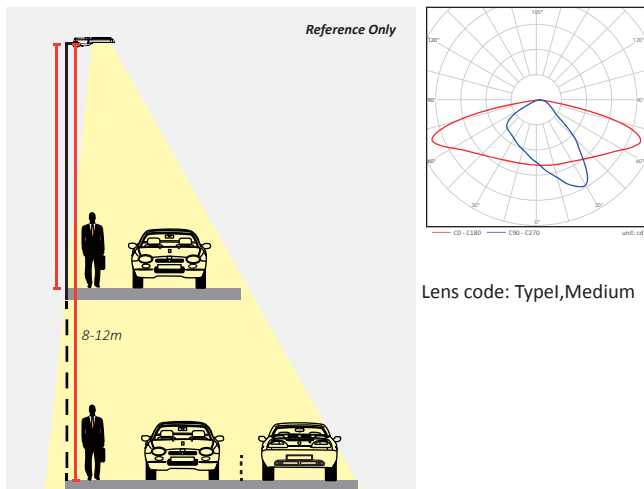 Reference Only
8-12m
180°
120°
120°
90°
90°
60°
60°
30°
30°
0°
C0 - C180
C90 - C270
unit: cd
Lens code: TypeI,Medium